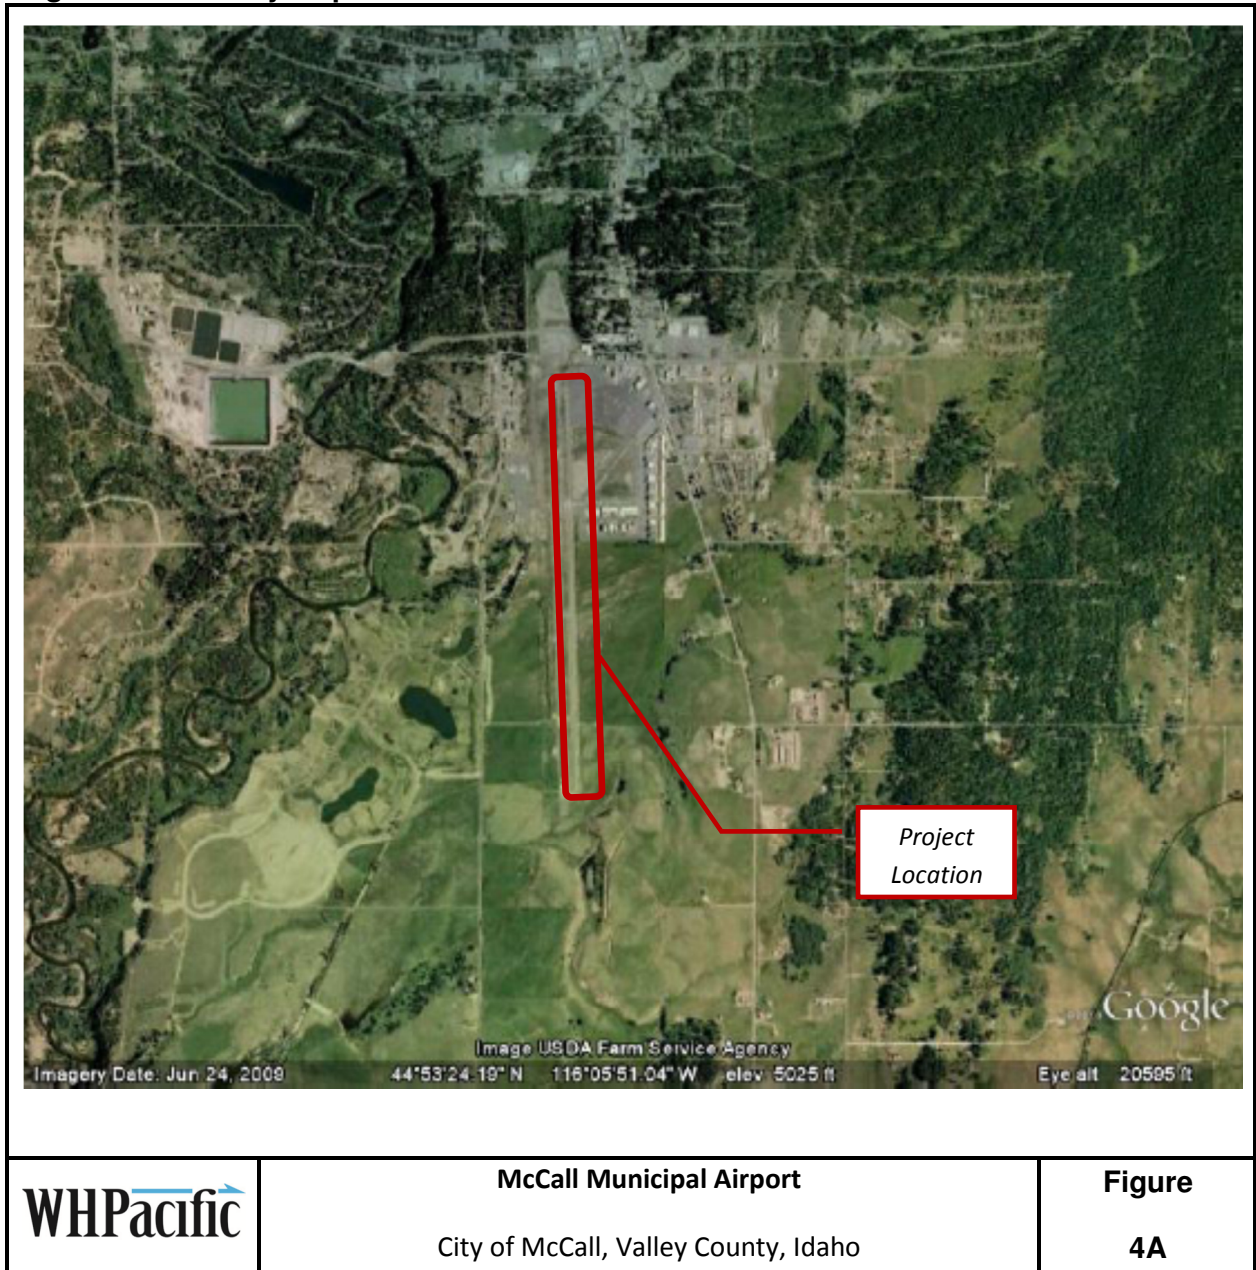 Project
Location
Google
Image USDA Farm Service Agency
Imagery Date: Jun 24, 2009 44°53'24.19" N 116°05'51.04" W elev 5025 ft Eye alt 20595 ft
WHPacific
McCall Municipal Airport
City of McCall, Valley County, Idaho
Figure
4A